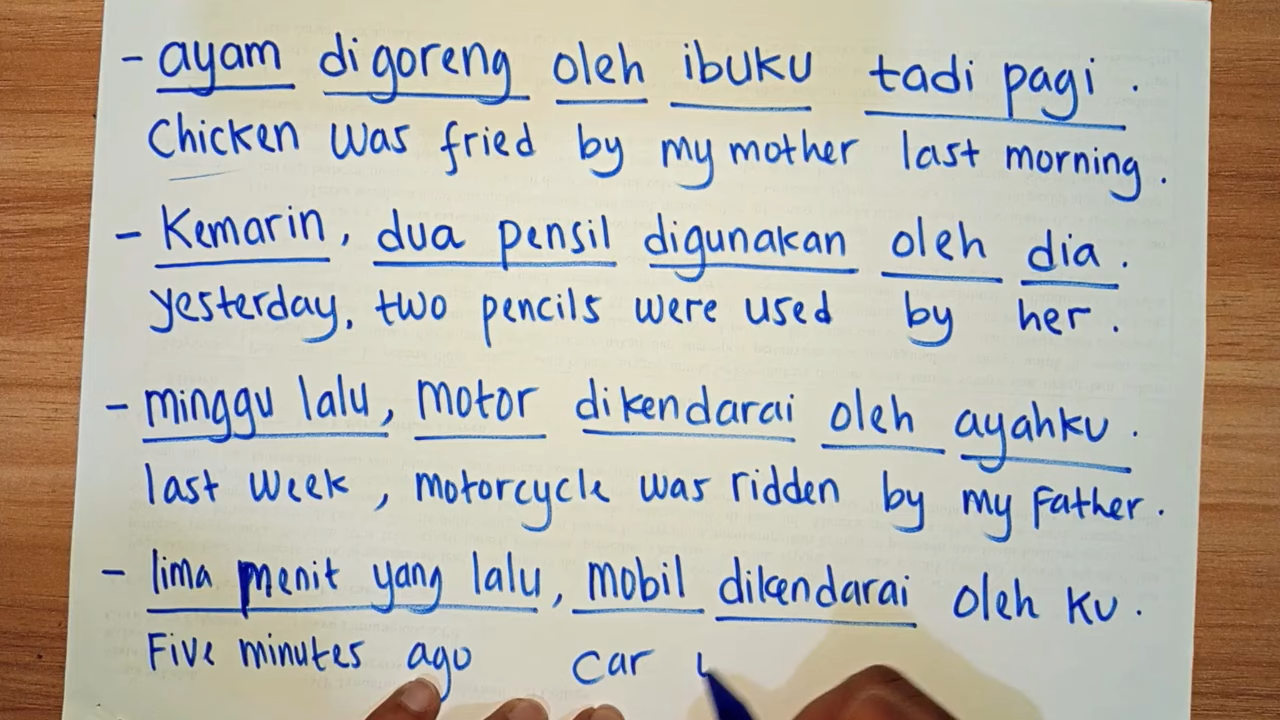 - ayam digoreng oleh ibuku tadi pagi.
Chicken was fried by my mother last morning.
- Kemarin, dua pensil digunakan oleh dia.
yesterday, two pencils were used by her.
- minggu lalu, motor dikendarai oleh ayahku.
last week, motorcycle was ridden by my Father.
- lima menit yang lalu, mobil dikendarai oleh ku.
Five minutes ago car